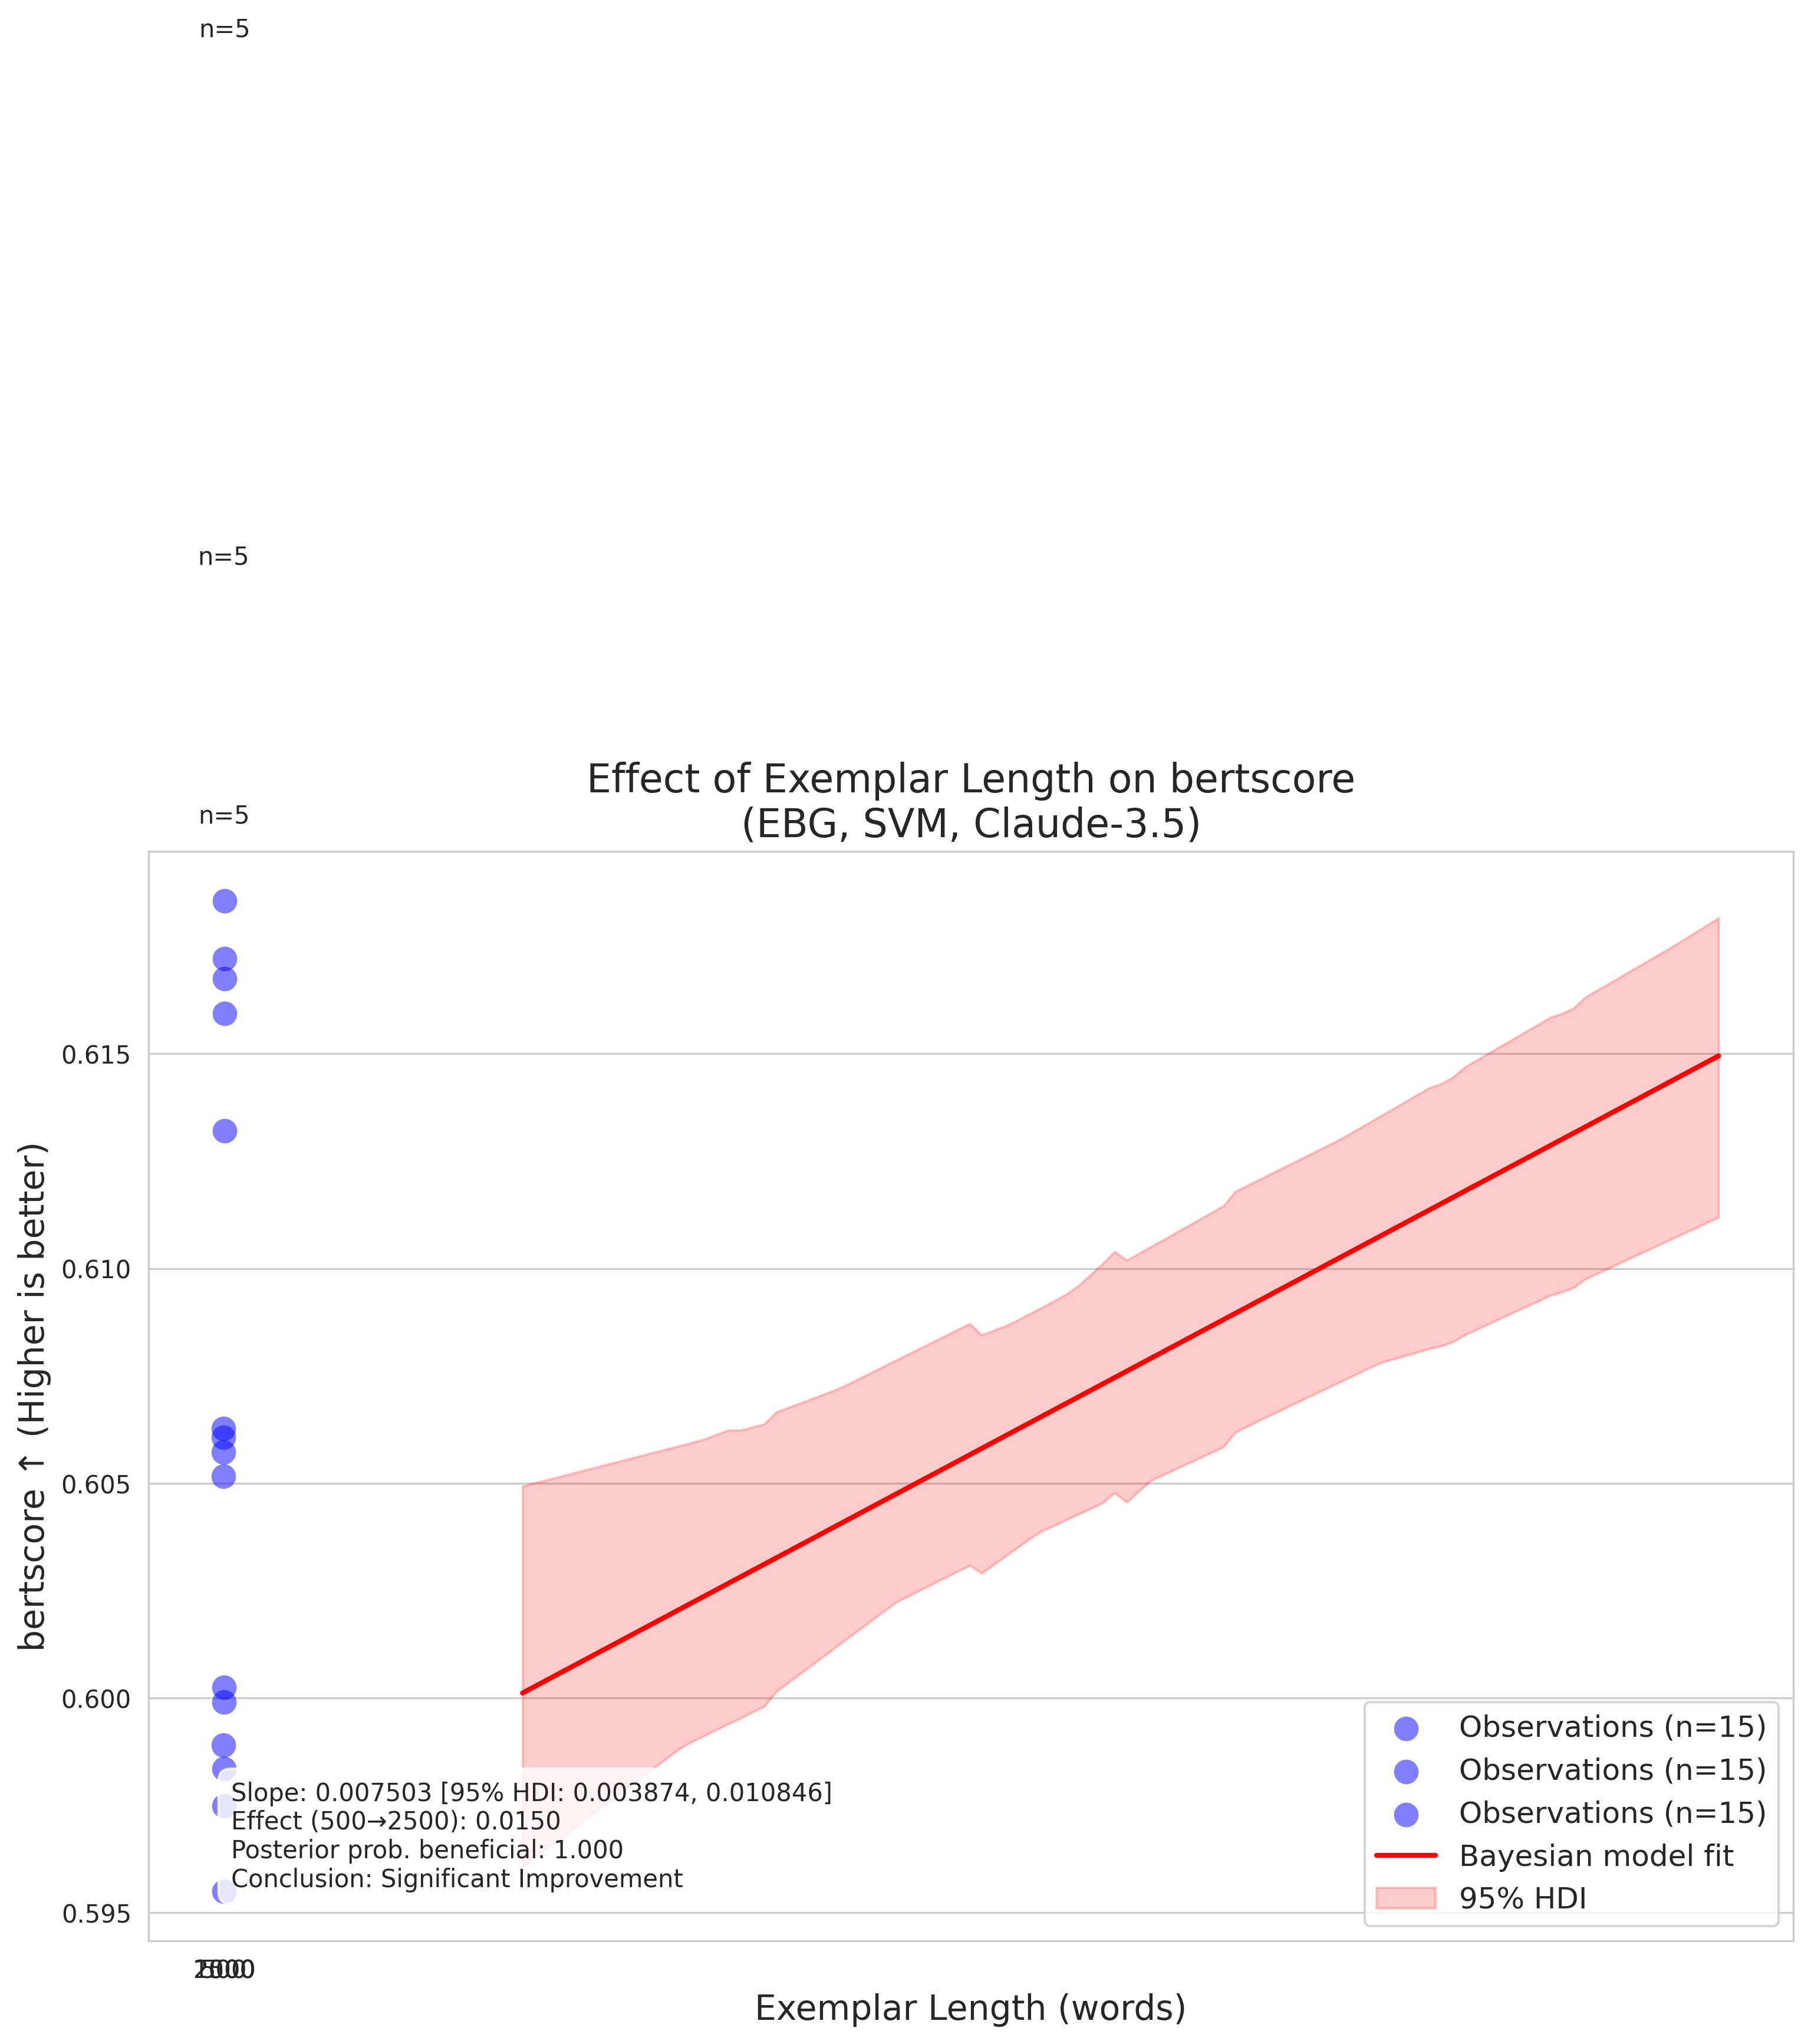 n=5
n=5
Effect of Exemplar Length on bertscore
(EBG, SVM, Claude-3.5)
n=5
bertscore ↑ (Higher is better)
0.615
0.610
0.605
0.600
0.595
Slope: 0.007503 [95% HDI: 0.003874, 0.010846]
Effect (500→2500): 0.0150
Posterior prob. beneficial: 1.000
Conclusion: Significant Improvement
Observations (n=15)
Observations (n=15)
Observations (n=15)
Bayesian model fit
95% HDI
Exemplar Length (words)